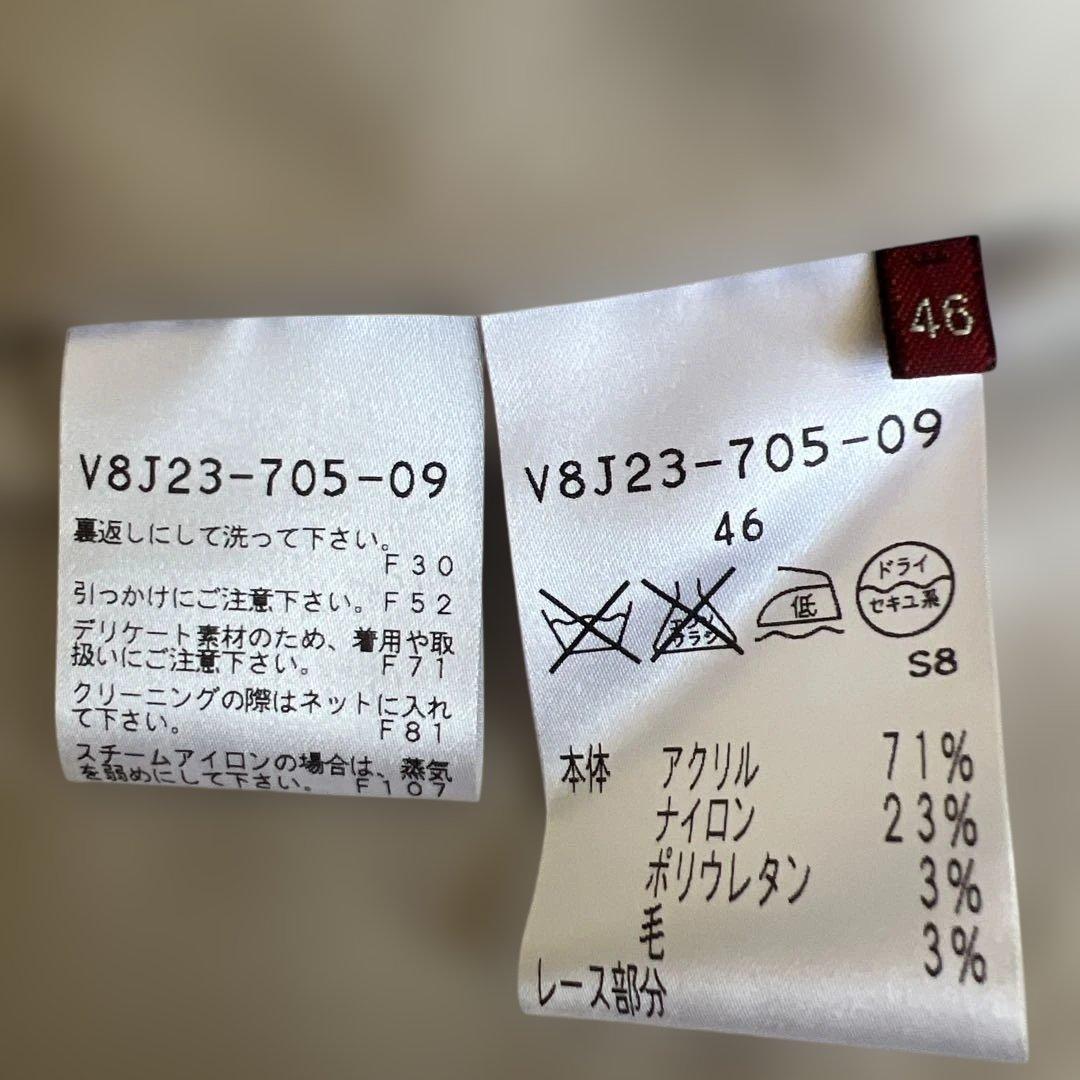 V8J23-705-09
裏返しにして洗って下さい。
F30
引っかけにご注意下さい。F52
デリケート素材のため、着用や取
扱いにご注意下さい。 F71
クリーニングの際はネットに入れ
て下さい。 F81
スチームアイロンの場合は、蒸気
を弱めにして下さい。 F107
46
V8J23-705-09
46
エンソ
サラシ
低
ドライ
セキユ系
S8
本体 アクリル 71%
ナイロン 23%
ポリウレタン 3%
毛 3%
レース部分